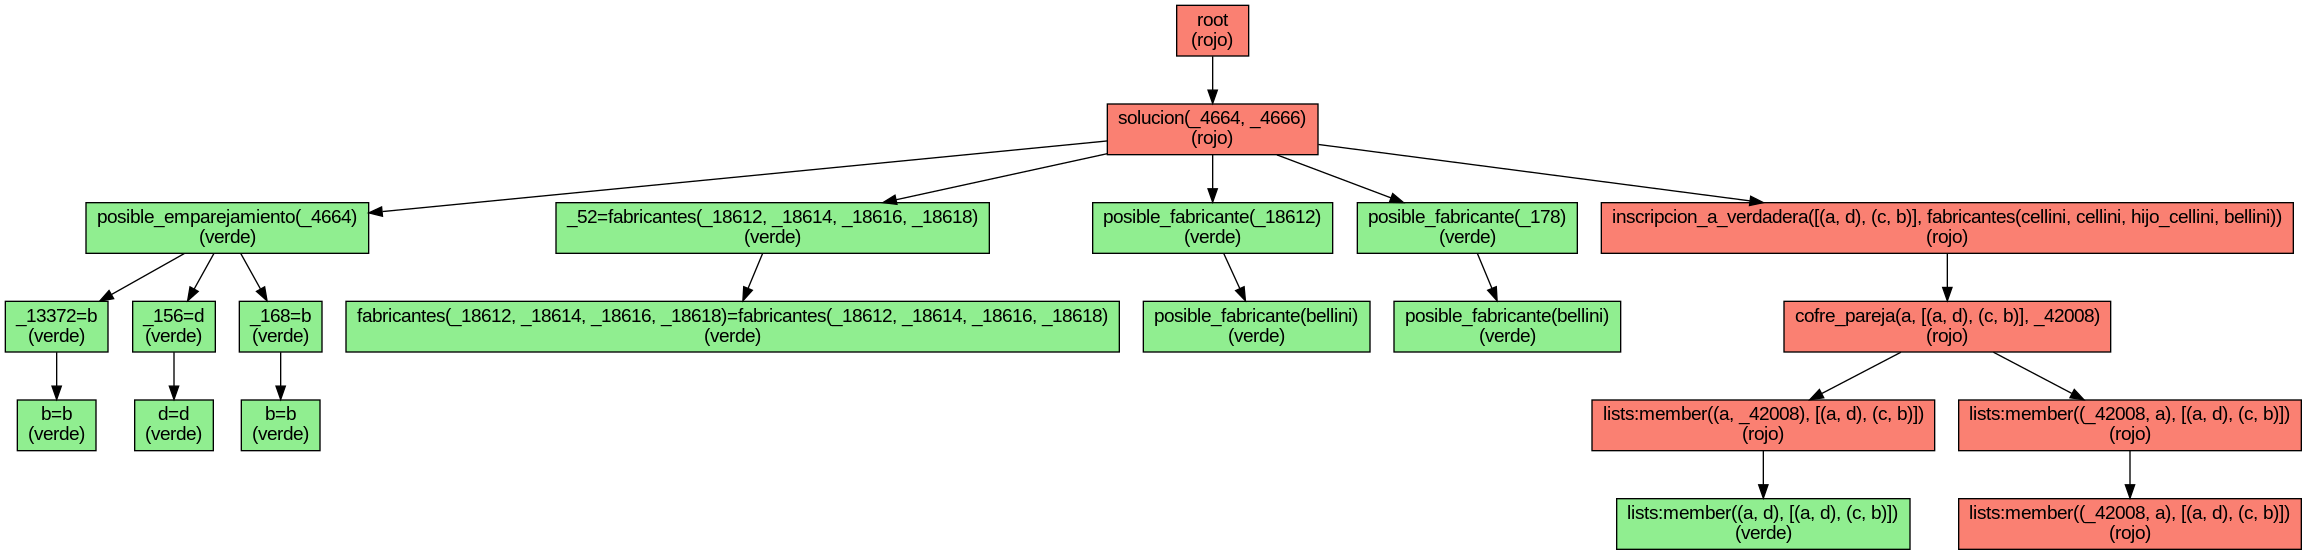 root
(rojo)
solucion(_4664, _4666)
(rojo)
posible_emparejamiento(_4664)
(verde)
_52=fabricantes(_18612, _18614, _18616, _18618)
(verde)
posible_fabricante(_18612)
(verde)
posible_fabricante(_178)
(verde)
inscripcion_a_verdadera([(a, d), (c, b)], fabricantes(cellini, cellini, hijo_cellini, bellini))
(rojo)
_13372=b
(verde)
_156=d
(verde)
_168=b
(verde)
fabricantes(_18612, _18614, _18616, _18618)=fabricantes(_18612, _18614, _18616, _18618)
(verde)
posible_fabricante(bellini)
(verde)
posible_fabricante(bellini)
(verde)
cofre_pareja(a, [(a, d), (c, b)], _42008)
(rojo)
b=b
(verde)
d=d
(verde)
b=b
(verde)
lists:member((a, _42008), [(a, d), (c, b)])
(rojo)
lists:member((_42008, a), [(a, d), (c, b)])
(rojo)
lists:member((a, d), [(a, d), (c, b)])
(verde)
lists:member((_42008, a), [(a, d), (c, b)])
(rojo)